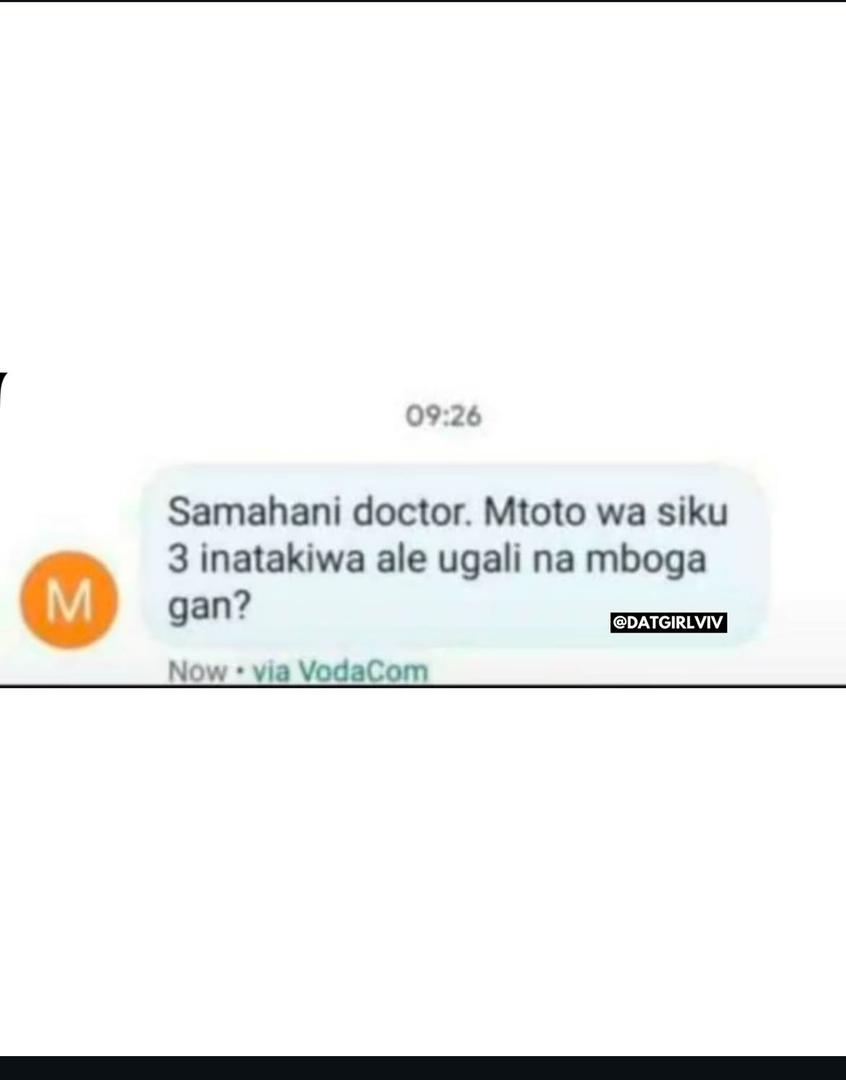 09:26
Samahani doctor. Mtoto wa siku
3 inatakiwa ale ugali na mboga
gan?
@DATGIRLVIV
M
Now • via VodaCom